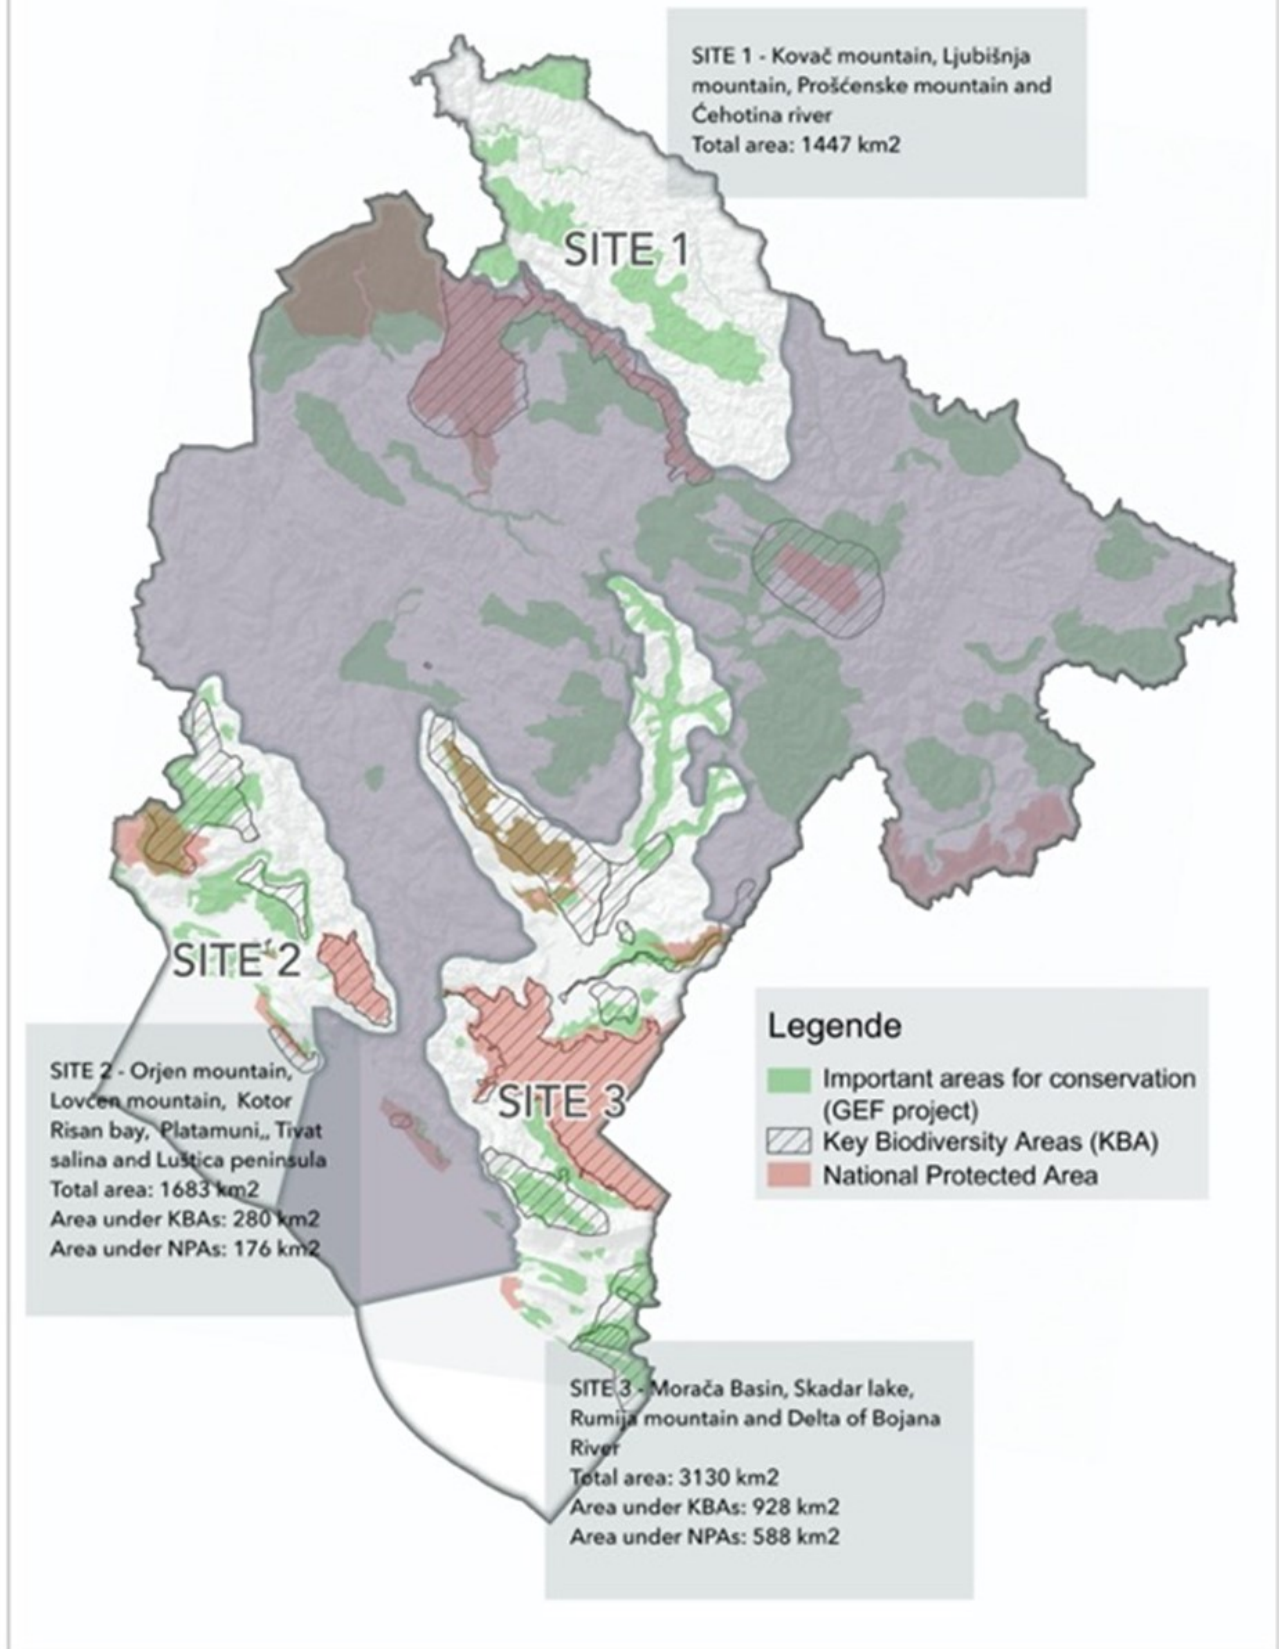 SITE 1 - Kovač mountain, Ljubišnja
mountain, Prošćenske mountain and
Ćehotina river
Total area: 1447 km2
SITE 1
SITE 2
SITE 2 - Orjen mountain,
Lovćen mountain, Kotor
Risan bay, Platamuni,, Tivat
salina and Luštica peninsula
Total area: 1683 km2
Area under KBAs: 280 km2
Area under NPAs: 176 km2
SITE 3
Legende
Important areas for conservation
(GEF project)
Key Biodiversity Areas (KBA)
National Protected Area
SITE 3 - Morača Basin, Skadar lake,
Rumija mountain and Delta of Bojana
River
Total area: 3130 km2
Area under KBAs: 928 km2
Area under NPAs: 588 km2